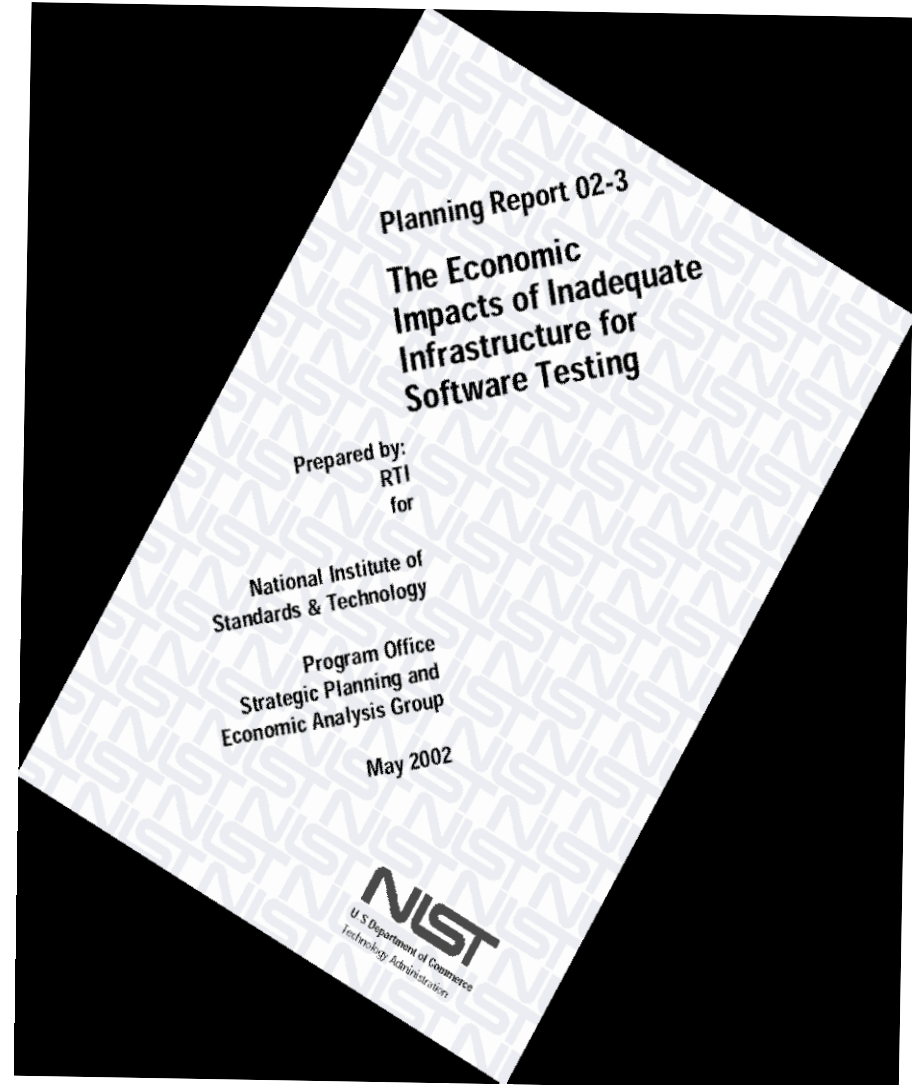 Planning Report 02-3
The Economic
Impacts of Inadequate
Infrastructure for
Software Testing
Prepared by:
RTI
for
National Institute of
Standards & Technology
Program Office
Strategic Planning and
Economic Analysis Group
May 2002
NIST
U.S Department of Commerce
Technology Administration